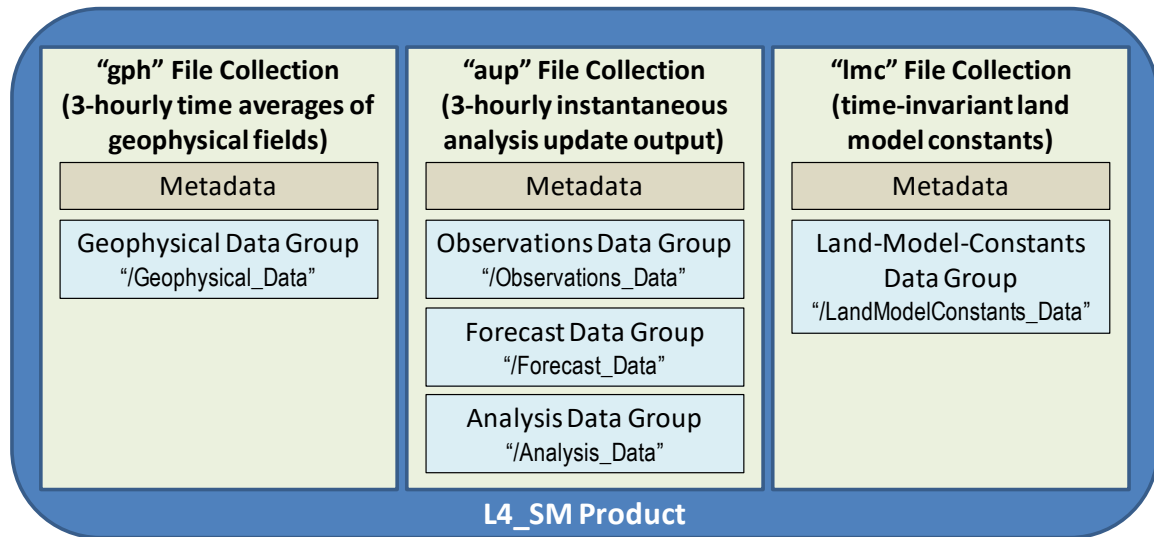 “gph” File Collection
(3-hourly time averages of
geophysical fields)
Metadata
Geophysical Data Group
“/Geophysical_Data”
“aup” File Collection
(3-hourly instantaneous
analysis update output)
Metadata
Observations Data Group
“/Observations_Data”
Forecast Data Group
“/Forecast_Data”
Analysis Data Group
“/Analysis_Data”
“lmc” File Collection
(time-invariant land
model constants)
Metadata
Land-Model-Constants
Data Group
“/LandModelConstants_Data”
L4_SM Product